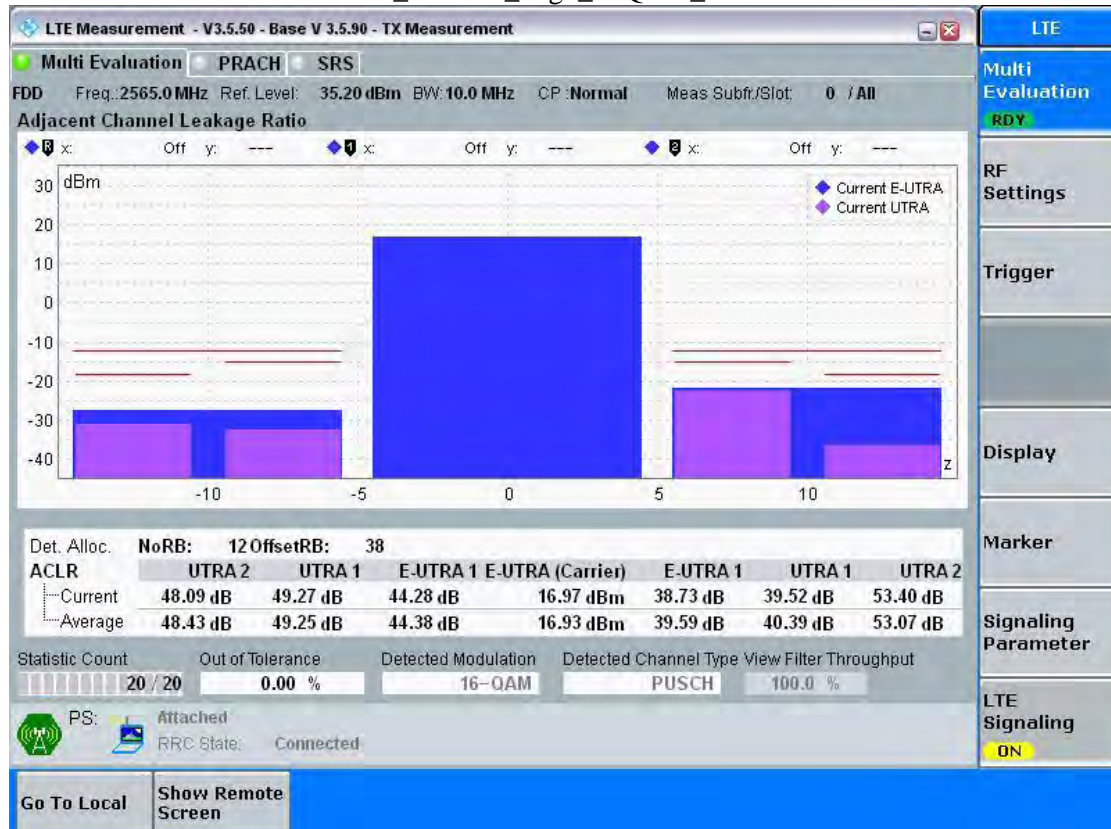 LTE Measurement - V3.5.50 - Base V 3.5.90 - TX Measurement
LTE
Multi Evaluation PRACH SRS
Multi Evaluation
RDY
FDD Freq.:2565.0 MHz Ref. Level: 35.20 dBm BW:10.0 MHz CP :Normal Meas Subfr./Slot: 0 / All
Adjacent Channel Leakage Ratio
R x: Off y: --- 1 x: Off y: --- 2 x: Off y: ---
dBm
Current E-UTRA
Current UTRA
30
20
10
0
-10
-20
-30
-40
z
-10 -5 0 5 10
RF Settings
Trigger
Display
Marker
Signaling Parameter
LTE Signaling
ON
Det. Alloc. NoRB: 12 OffsetRB: 38
ACLR UTRA 2 UTRA 1 E-UTRA 1 E-UTRA (Carrier) E-UTRA 1 UTRA 1 UTRA 2
Current 48.09 dB 49.27 dB 44.28 dB 16.97 dBm 38.73 dB 39.52 dB 53.40 dB
Average 48.43 dB 49.25 dB 44.38 dB 16.93 dBm 39.59 dB 40.39 dB 53.07 dB
Statistic Count Out of Tolerance Detected Modulation Detected Channel Type View Filter Throughput
20 / 20 0.00 % 16-QAM PUSCH 100.0 %
PS: Attached
RRC State: Connected
Go To Local Show Remote Screen